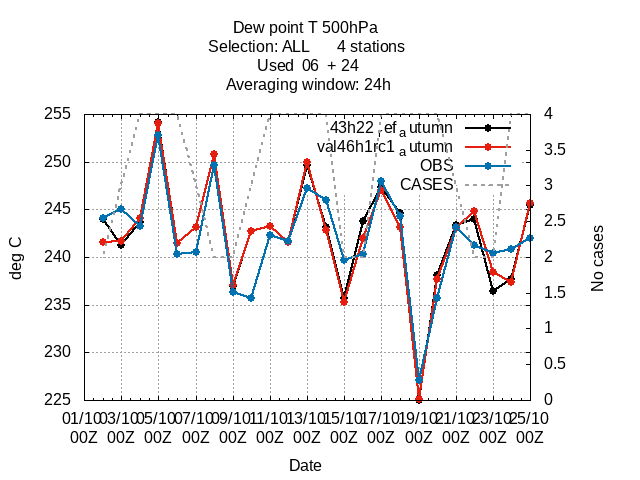 Dew point T 500hPa
Selection: ALL 4 stations
Used 06 + 24
Averaging window: 24h
255
250
245
240
235
230
225
deg C
4
3.5
3
2.5
2
1.5
1
0.5
0
No cases
43h22 ef a utumn
val46h1rc1 a utumn
OBS
CASES
01/10 03/10 05/10 07/10 09/10 11/10 13/10 15/10 17/10 19/10 21/10 23/10 25/10
00Z 00Z 00Z 00Z 00Z 00Z 00Z 00Z 00Z 00Z 00Z 00Z 00Z
Date